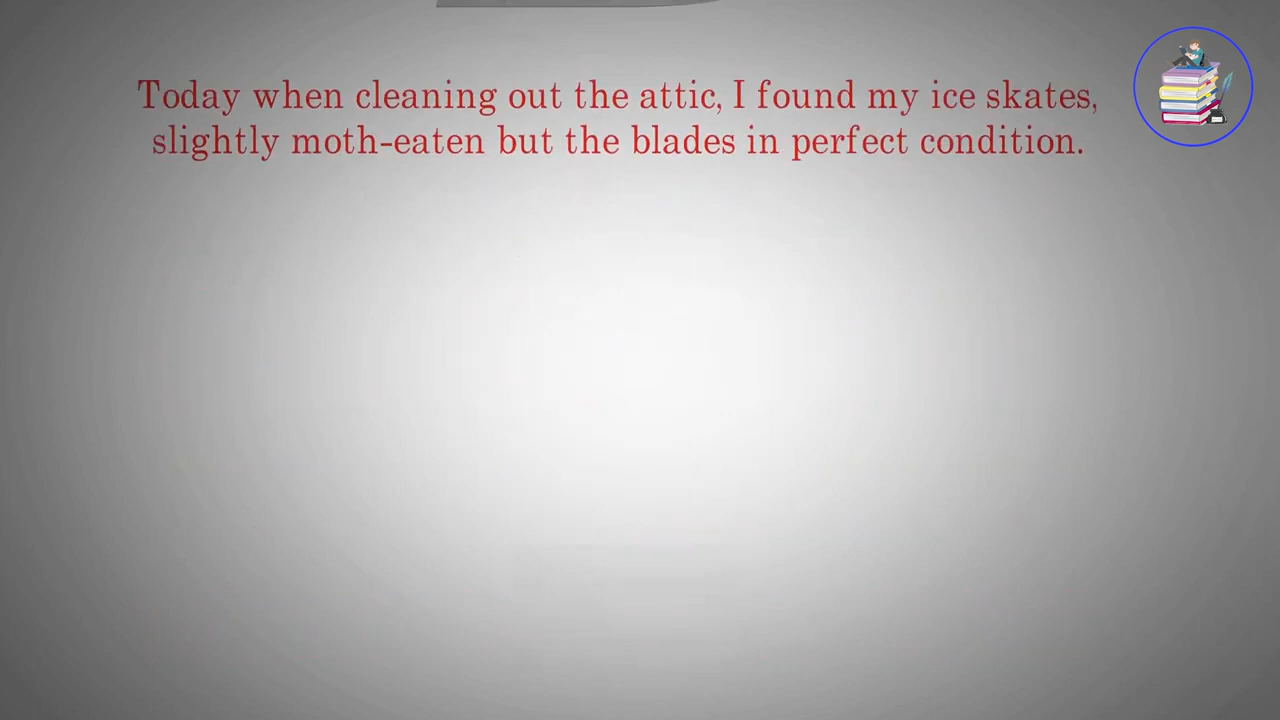 Today when cleaning out the attic, I found my ice skates,
slightly moth-eaten but the blades in perfect condition.